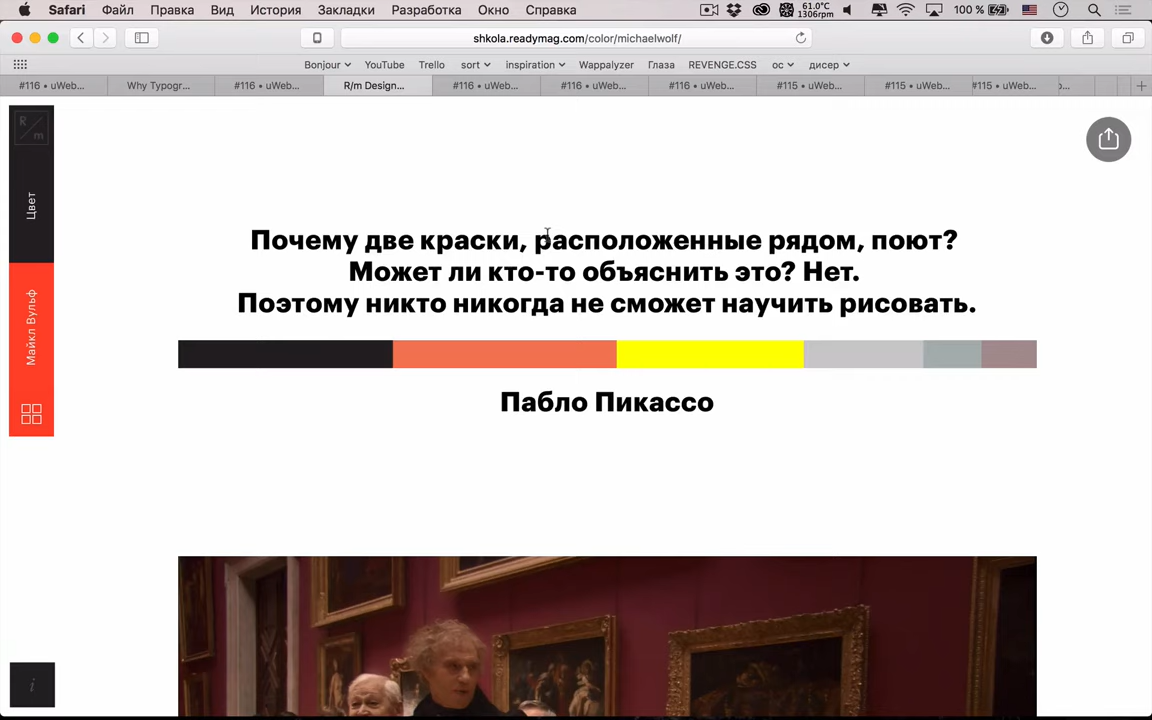 Safari Файл Правка Вид История Закладки Разработка Окно Справка 61.0°C 1306rpm 100 %
shkola.readymag.com/color/michaelwolf/
Bonjour YouTube Trello sort inspiration Wappalyzer Глаза REVENGE.CSS ос дисер
#116 • uWeb... Why Typogr... #116 • uWeb... R/m Design... #116 • uWeb... #116 • uWeb... #116 • uWeb... #115 • uWeb... #115 • uWeb... #115 • uWeb...
R/m
Цвет
Майкл Вульф
Почему две краски, расположенные рядом, поют?
Может ли кто-то объяснить это? Нет.
Поэтому никто никогда не сможет научить рисовать.
Пабло Пикассо
i